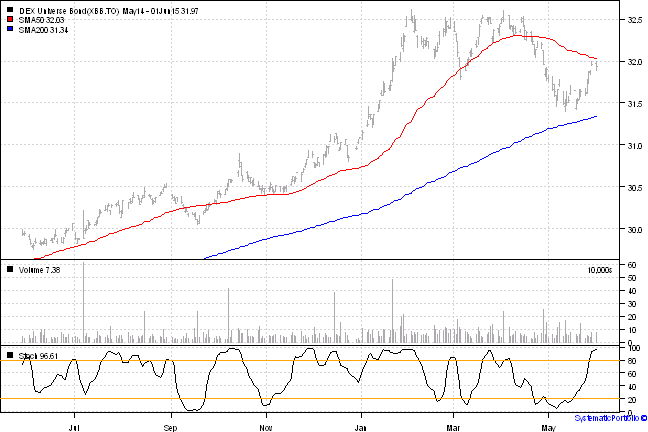 DEX Universe Bond(XBB.TO) May14 - 01Jun15 31.97
SMA50 32.03
SMA200 31.34
32.5
32.0
31.5
31.0
30.5
30.0
Volume 7.38
10,000s
60
50
40
30
20
10
0
Stoch 96.61
100
80
60
40
20
0
Jul
Sep
Nov
Jan
Mar
May
SystematicPortfolio ©